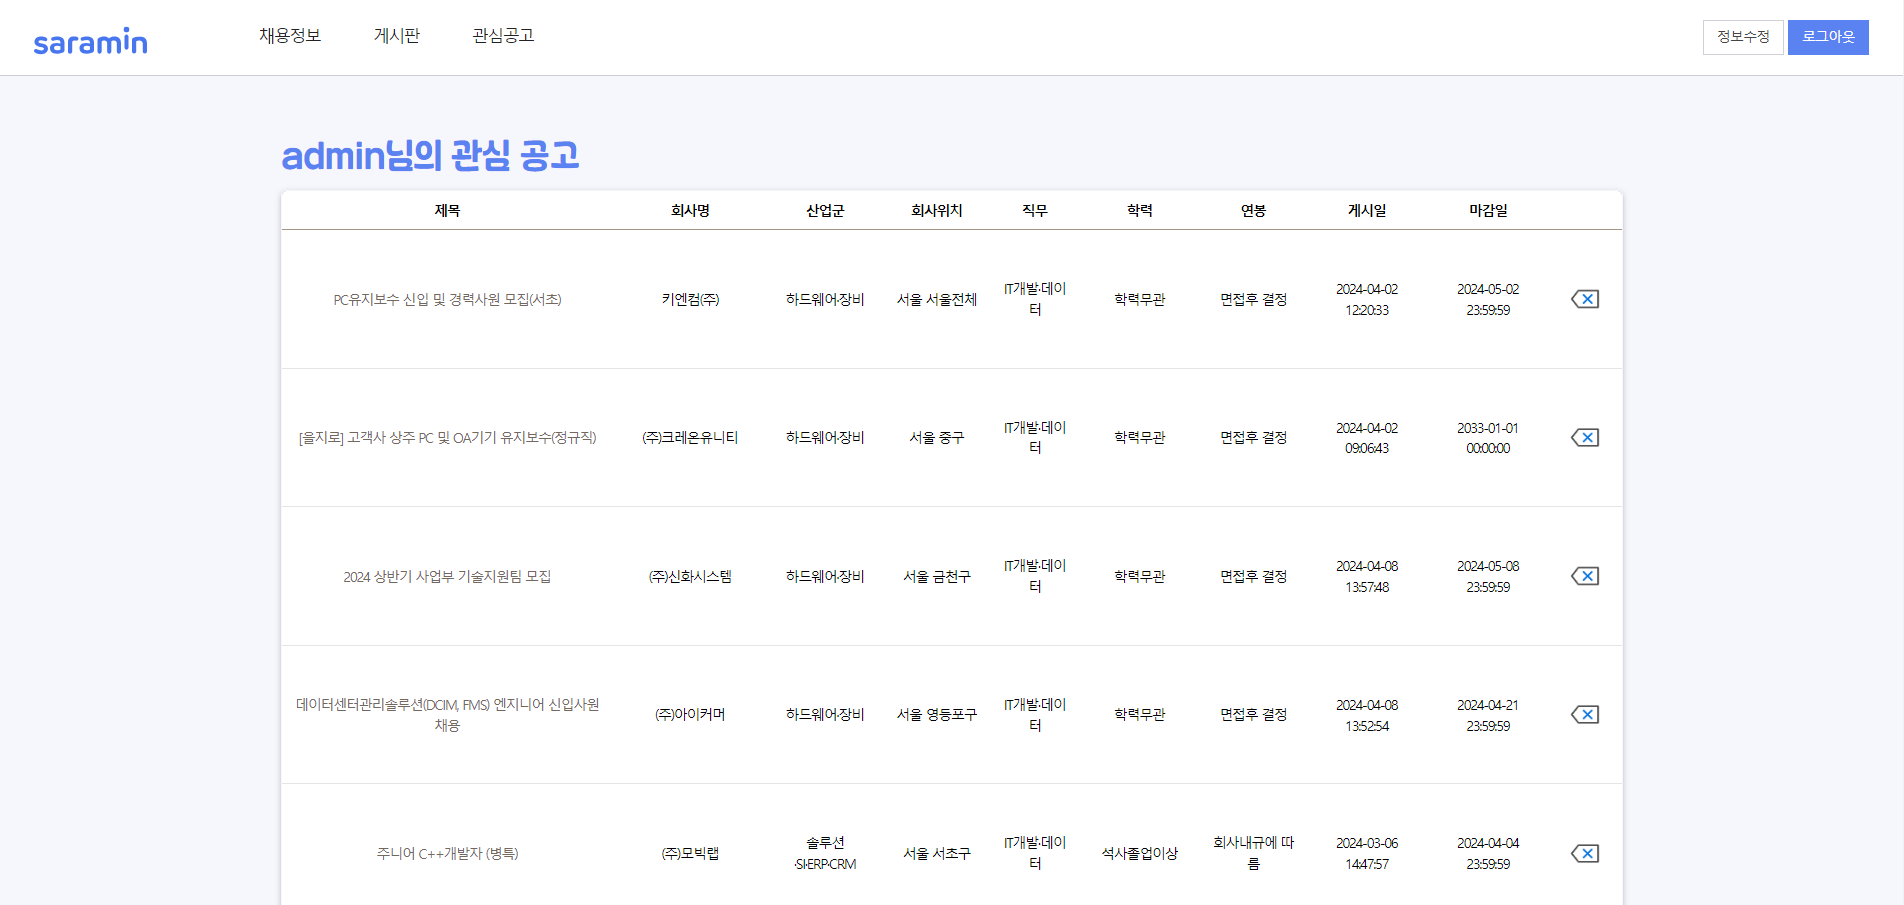 saramin 채용정보 게시판 관심공고 정보수정 로그아웃
admin님의 관심 공고
제목 회사명 산업군 회사위치 직무 학력 연봉 게시일 마감일
PC유지보수 신입 및 경력사원 모집(서초) 키엔컴(주) 하드웨어·장비 서울 서울전체 IT개발·데이터 학력무관 면접후 결정 2024-04-02 12:20:33 2024-05-02 23:59:59
[을지로] 고객사 상주 PC 및 OA기기 유지보수(정규직) (주)크레온유니티 하드웨어·장비 서울 중구 IT개발·데이터 학력무관 면접후 결정 2024-04-02 09:06:43 2033-01-01 00:00:00
2024 상반기 사업부 기술지원팀 모집 (주)신화시스템 하드웨어·장비 서울 금천구 IT개발·데이터 학력무관 면접후 결정 2024-04-08 13:57:48 2024-05-08 23:59:59
데이터센터관리솔루션(DCIM, FMS) 엔지니어 신입사원 채용 (주)아이커머 하드웨어·장비 서울 영등포구 IT개발·데이터 학력무관 면접후 결정 2024-04-08 13:52:54 2024-04-21 23:59:59
주니어 C++개발자 (병특) (주)모빅랩 솔루션·SI·ERP·CRM 서울 서초구 IT개발·데이터 석사졸업이상 회사내규에 따름 2024-03-06 14:47:57 2024-04-04 23:59:59